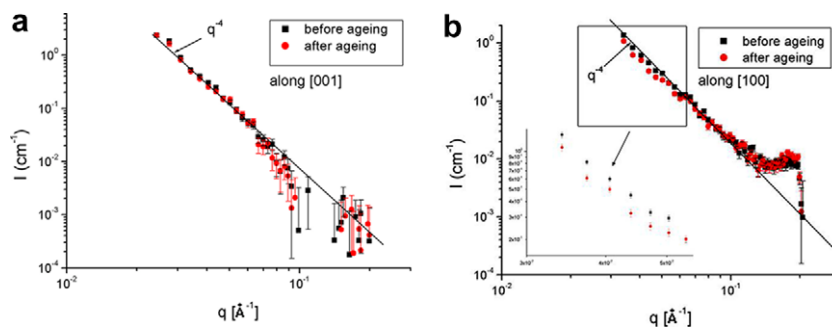 a
q⁻⁴
before ageing
after ageing
along [001]
I (cm⁻¹)
10⁰
10⁻¹
10⁻²
10⁻³
10⁻⁴
10⁻²
10⁻¹
q [Å⁻¹]
b
before ageing
after ageing
along [100]
q⁻⁴
I (cm⁻¹)
10⁰
10⁻¹
10⁻²
10⁻³
10⁻⁴
10⁻²
10⁻¹
q [Å⁻¹]